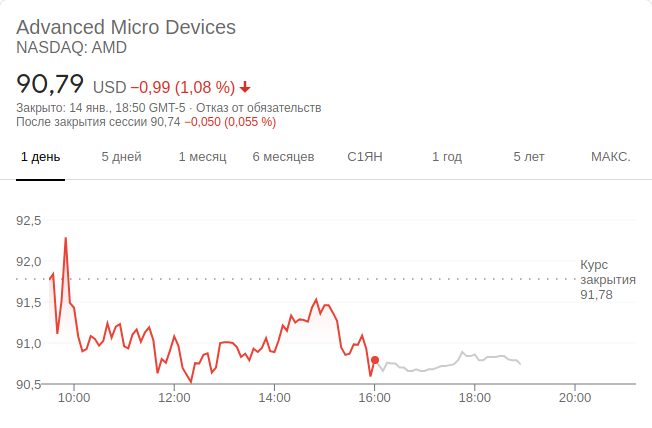 Advanced Micro Devices
NASDAQ: AMD
90,79 USD −0,99 (1,08 %)
Закрыто: 14 янв., 18:50 GMT-5 · Отказ от обязательств
После закрытия сессии 90,74 −0,050 (0,055 %)
1 день 5 дней 1 месяц 6 месяцев С1ЯН 1 год 5 лет МАКС.
92,5
92,0
Курс
закрытия
91,78
91,5
91,0
90,5
10:00 12:00 14:00 16:00 18:00 20:00